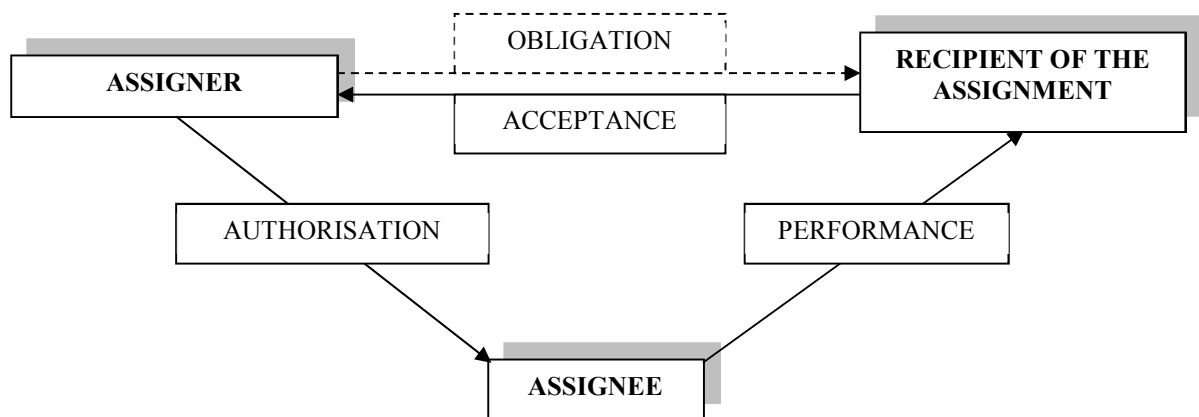 OBLIGATION
ASSIGNER
RECIPIENT OF THE
ASSIGNMENT
ACCEPTANCE
AUTHORISATION
PERFORMANCE
ASSIGNEE